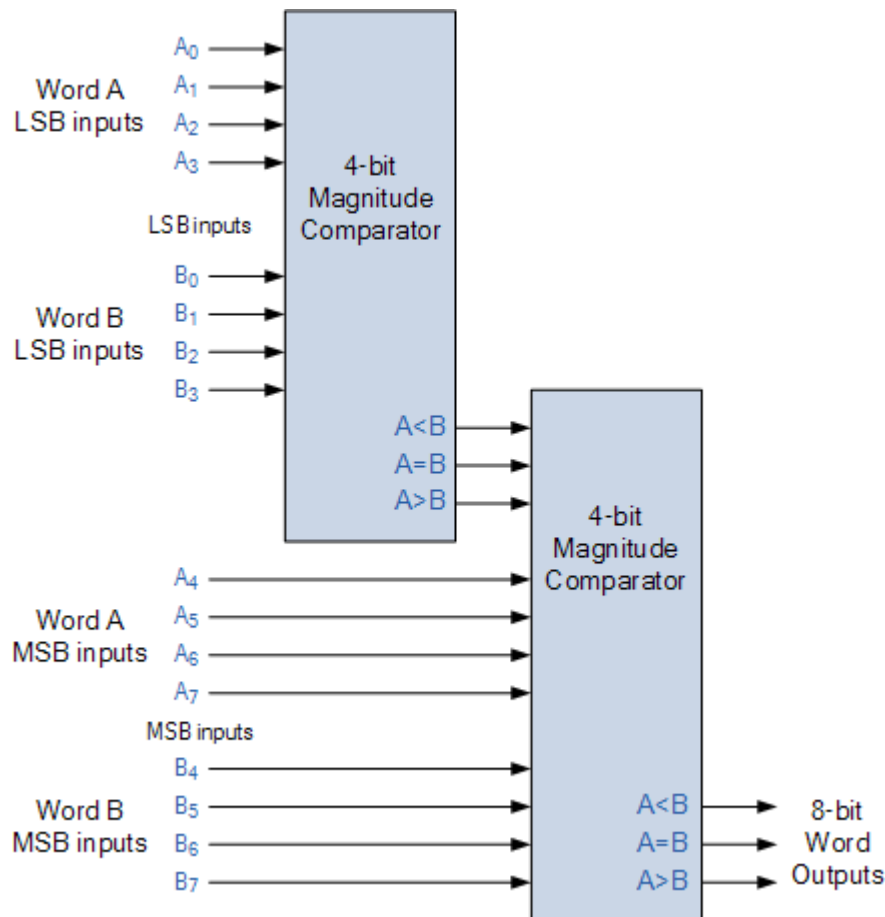 A₀
A₁
A₂
A₃
Word A
LSB inputs
LSB inputs
B₀
B₁
B₂
B₃
Word B
LSB inputs
4-bit
Magnitude
Comparator
A<B
A=B
A>B
A₄
A₅
A₆
A₇
Word A
MSB inputs
MSB inputs
B₄
B₅
B₆
B₇
Word B
MSB inputs
4-bit
Magnitude
Comparator
A<B
A=B
A>B
8-bit
Word
Outputs